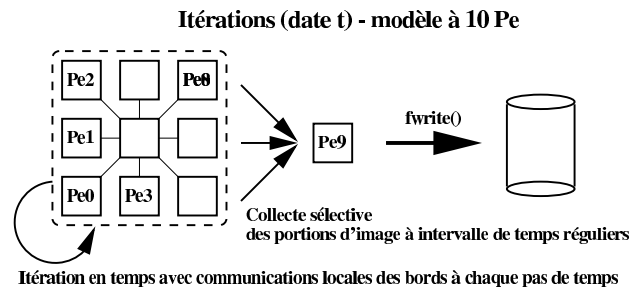 Itérations (date t) - modèle à 10 Pe
Pe2
Pe8
Pe1
Pe0
Pe3
Pe9
fwrite()
Collecte sélective
des portions d'image à intervalle de temps réguliers
Itération en temps avec communications locales des bords à chaque pas de temps